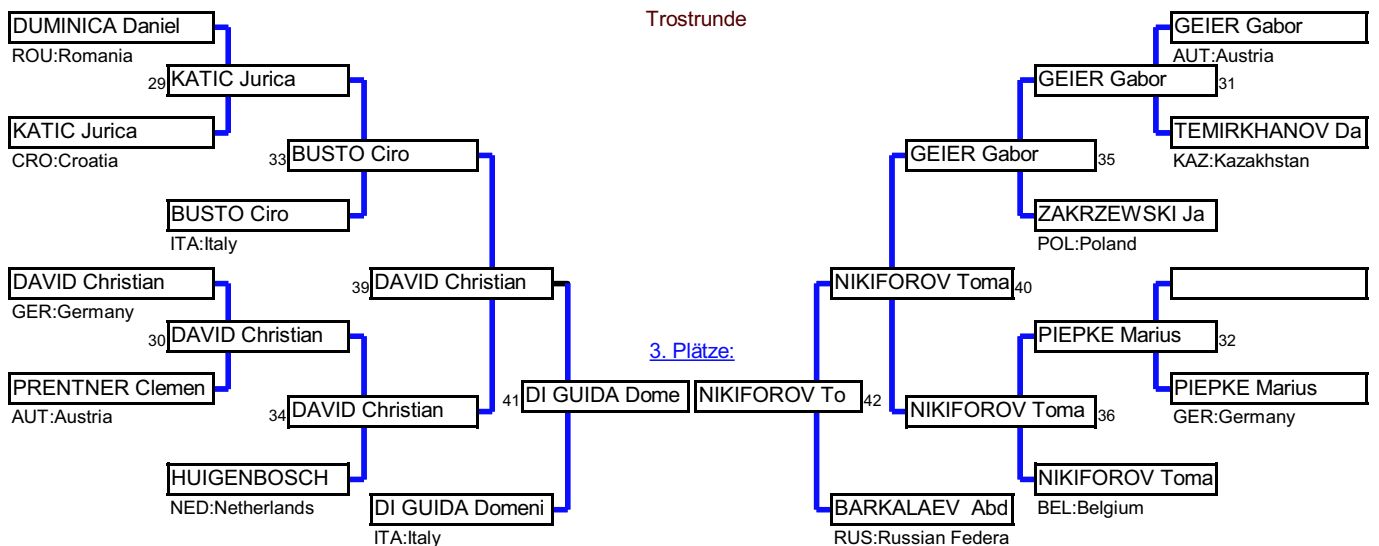 Trostrunde
DUMINICA Daniel
ROU:Romania
29 KATIC Jurica
KATIC Jurica
CRO:Croatia
33 BUSTO Ciro
BUSTO Ciro
ITA:Italy
DAVID Christian
GER:Germany
39 DAVID Christian
30 DAVID Christian
PRENTNER Clemen
AUT:Austria
34 DAVID Christian
HUIGENBOSCH
NED:Netherlands
41 DI GUIDA Dome
DI GUIDA Domeni
ITA:Italy
3. Plätze:
NIKIFOROV To 42
GEIER Gabor
AUT:Austria
GEIER Gabor 31
TEMIRKHANOV Da
KAZ:Kazakhstan
GEIER Gabor 35
ZAKRZEWSKI Ja
POL:Poland
NIKIFOROV Toma 40
PIEPKE Marius 32
PIEPKE Marius
GER:Germany
NIKIFOROV Toma 36
NIKIFOROV Toma
BEL:Belgium
BARKALAEV  Abd
RUS:Russian Federa